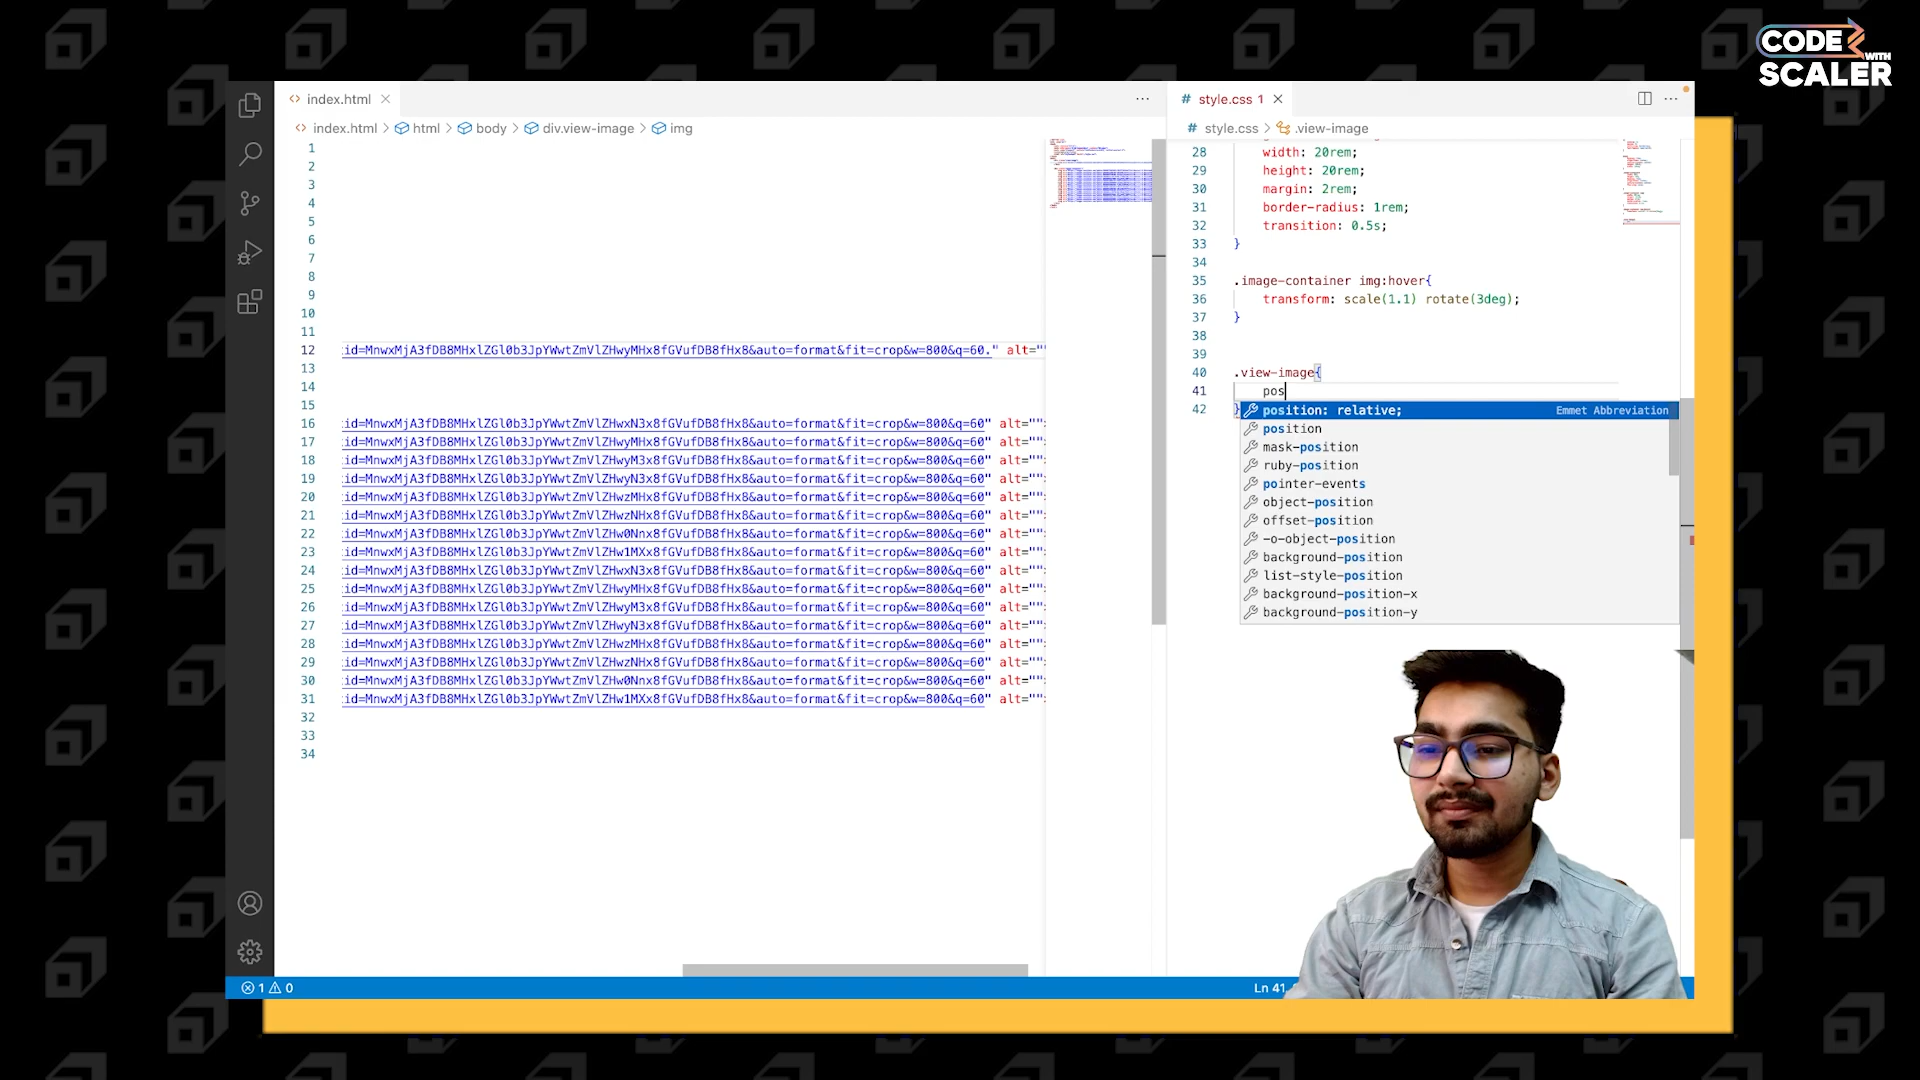 CODE
WITH
SCALER
index.html
style.css 1
index.html > html > body > div.view-image > img
style.css > .view-image
1
2
3
4
5
6
7
8
9
10
11
12 id=MnwxMjA3fDB8MHxlZGl0b3JpYWwtZmVlZHwyMHx8fGVufDB8fHx8&auto=format&fit=crop&w=800&q=60." alt=""
13
14
15
16 id=MnwxMjA3fDB8MHxlZGl0b3JpYWwtZmVlZHwxN3x8fGVufDB8fHx8&auto=format&fit=crop&w=800&q=60" alt="">
17 id=MnwxMjA3fDB8MHxlZGl0b3JpYWwtZmVlZHwyMHx8fGVufDB8fHx8&auto=format&fit=crop&w=800&q=60" alt="">
18 id=MnwxMjA3fDB8MHxlZGl0b3JpYWwtZmVlZHwyM3x8fGVufDB8fHx8&auto=format&fit=crop&w=800&q=60" alt="">
19 id=MnwxMjA3fDB8MHxlZGl0b3JpYWwtZmVlZHwyN3x8fGVufDB8fHx8&auto=format&fit=crop&w=800&q=60" alt="">
20 id=MnwxMjA3fDB8MHxlZGl0b3JpYWwtZmVlZHwzMHx8fGVufDB8fHx8&auto=format&fit=crop&w=800&q=60" alt="">
21 id=MnwxMjA3fDB8MHxlZGl0b3JpYWwtZmVlZHwzNHx8fGVufDB8fHx8&auto=format&fit=crop&w=800&q=60" alt="">
22 id=MnwxMjA3fDB8MHxlZGl0b3JpYWwtZmVlZHw0Nnx8fGVufDB8fHx8&auto=format&fit=crop&w=800&q=60" alt="">
23 id=MnwxMjA3fDB8MHxlZGl0b3JpYWwtZmVlZHw1MXx8fGVufDB8fHx8&auto=format&fit=crop&w=800&q=60" alt="">
24 id=MnwxMjA3fDB8MHxlZGl0b3JpYWwtZmVlZHwxN3x8fGVufDB8fHx8&auto=format&fit=crop&w=800&q=60" alt="">
25 id=MnwxMjA3fDB8MHxlZGl0b3JpYWwtZmVlZHwyMHx8fGVufDB8fHx8&auto=format&fit=crop&w=800&q=60" alt="">
26 id=MnwxMjA3fDB8MHxlZGl0b3JpYWwtZmVlZHwyM3x8fGVufDB8fHx8&auto=format&fit=crop&w=800&q=60" alt="">
27 id=MnwxMjA3fDB8MHxlZGl0b3JpYWwtZmVlZHwyN3x8fGVufDB8fHx8&auto=format&fit=crop&w=800&q=60" alt="">
28 id=MnwxMjA3fDB8MHxlZGl0b3JpYWwtZmVlZHwzMHx8fGVufDB8fHx8&auto=format&fit=crop&w=800&q=60" alt="">
29 id=MnwxMjA3fDB8MHxlZGl0b3JpYWwtZmVlZHwzNHx8fGVufDB8fHx8&auto=format&fit=crop&w=800&q=60" alt="">
30 id=MnwxMjA3fDB8MHxlZGl0b3JpYWwtZmVlZHw0Nnx8fGVufDB8fHx8&auto=format&fit=crop&w=800&q=60" alt="">
31 id=MnwxMjA3fDB8MHxlZGl0b3JpYWwtZmVlZHw1MXx8fGVufDB8fHx8&auto=format&fit=crop&w=800&q=60" alt="">
32
33
34
28 width: 20rem;
29 height: 20rem;
30 margin: 2rem;
31 border-radius: 1rem;
32 transition: 0.5s;
33 }
34
35 .image-container img:hover{
36 transform: scale(1.1) rotate(3deg);
37 }
38
39
40 .view-image{
41 pos
42 }
position: relative; Emmet Abbreviation
position
mask-position
ruby-position
pointer-events
object-position
offset-position
-o-object-position
background-position
list-style-position
background-position-x
background-position-y
1 0
Ln 41,